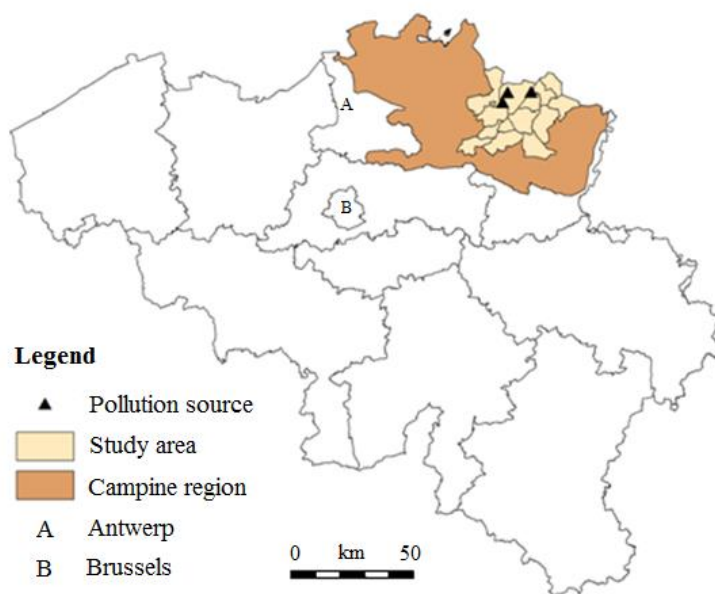 A
B
Legend
Pollution source
Study area
Campine region
A Antwerp
B Brussels
0 km 50